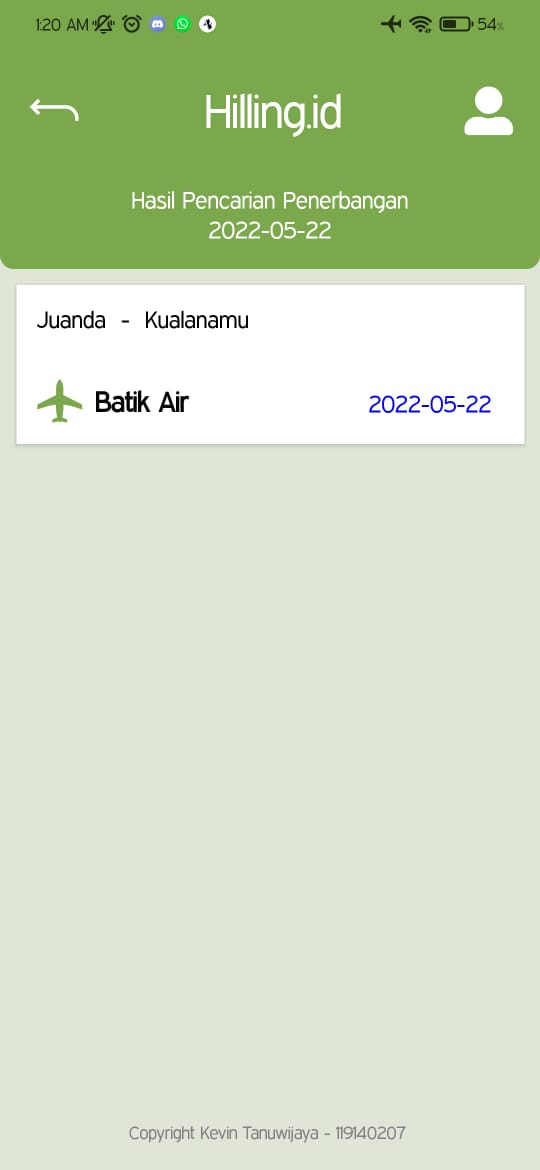 1:20 AM 54%
Hilling.id
Hasil Pencarian Penerbangan
2022-05-22
Juanda - Kualanamu
Batik Air 2022-05-22
Copyright Kevin Tanuwijaya - 119140207